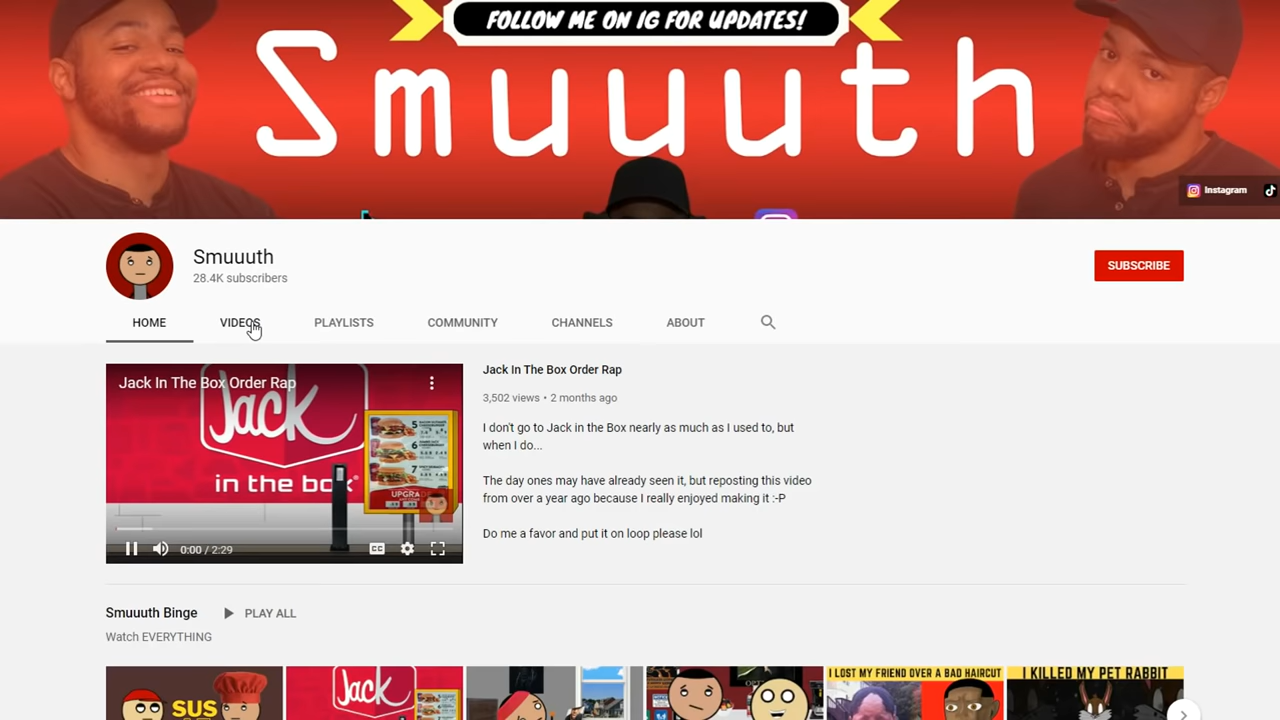 FOLLOW ME ON IG FOR UPDATES!
Smuuuth
Instagram
Smuuuth
28.4K subscribers
SUBSCRIBE
HOME
VIDEOS
PLAYLISTS
COMMUNITY
CHANNELS
ABOUT
Jack In The Box Order Rap
Jack
in the box
5
6
7
0:00 / 2:29
CC
Jack In The Box Order Rap
3,502 views • 2 months ago
I don't go to Jack in the Box nearly as much as I used to, but
when I do...
The day ones may have already seen it, but reposting this video
from over a year ago because I really enjoyed making it :-P
Do me a favor and put it on loop please lol
Smuuuth Binge
PLAY ALL
Watch EVERYTHING
SUS
Jack
I LOST MY FRIEND OVER A BAD HAIRCUT
I KILLED MY PET RABBIT